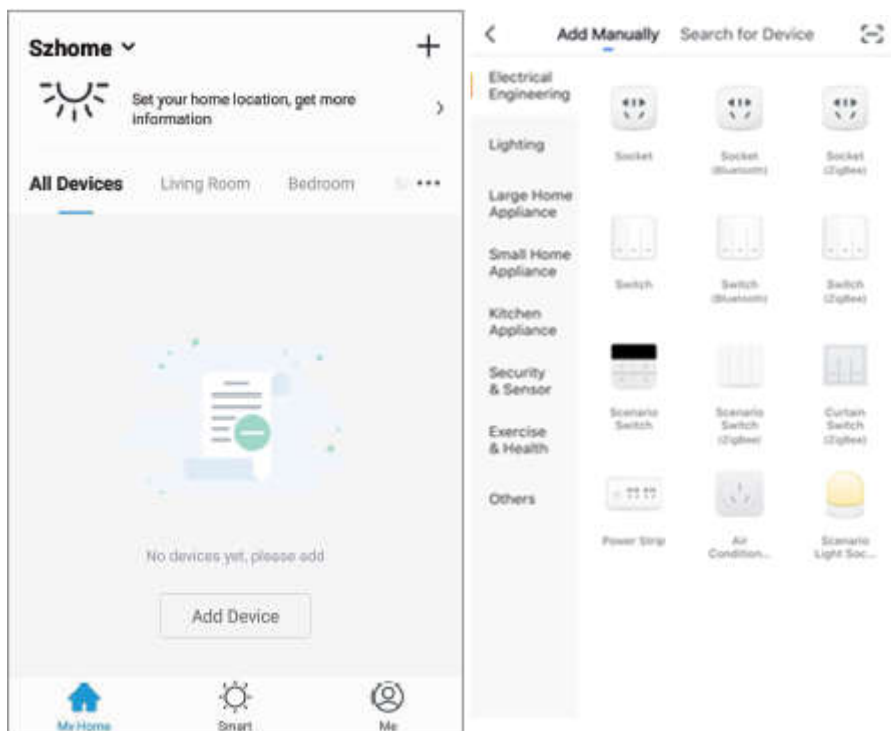 Szhome
Set your home location, get more
information
All Devices Living Room Bedroom
No devices yet, please add
Add Device
My Home Smart Me
Add Manually Search for Device
Electrical
Engineering
Lighting
Large Home
Appliance
Small Home
Appliance
Kitchen
Appliance
Security
& Sensor
Exercise
& Health
Others
Socket Socket Socket
(Bluetooth) (ZigBee)
Switch Switch Switch
(Bluetooth) (ZigBee)
Scenario Scenario Curtain
Switch Switch Switch
(ZigBee) (ZigBee)
Power Strip Air Scenario
Condition... Light Soc...